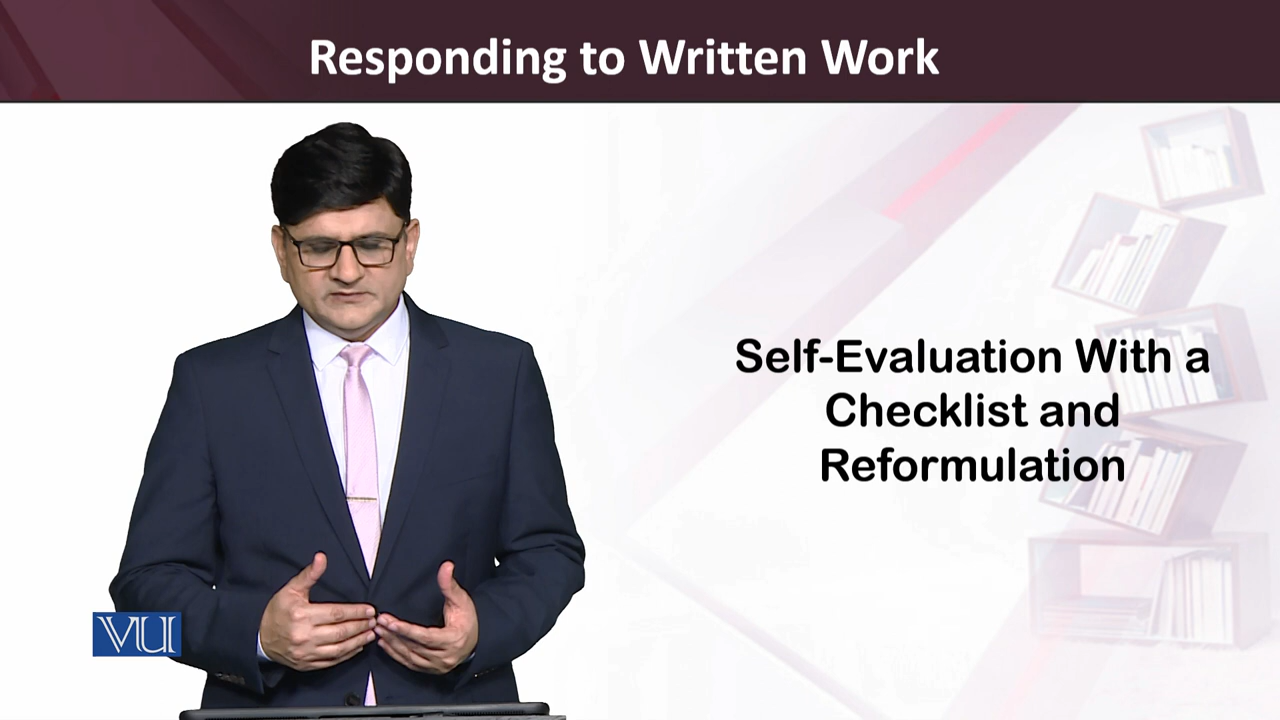 Responding to Written Work
Self-Evaluation With a
Checklist and
Reformulation
VU